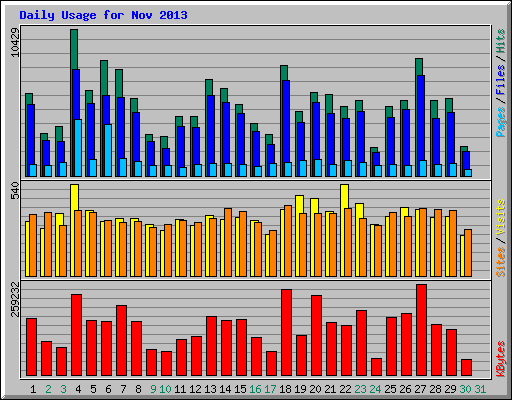 Daily Usage for Nov 2013
10429
Pages / Files / Hits
540
Sites / Visits
259232
KBytes
1 2 3 4 5 6 7 8 9 10 11 12 13 14 15 16 17 18 19 20 21 22 23 24 25 26 27 28 29 30 31